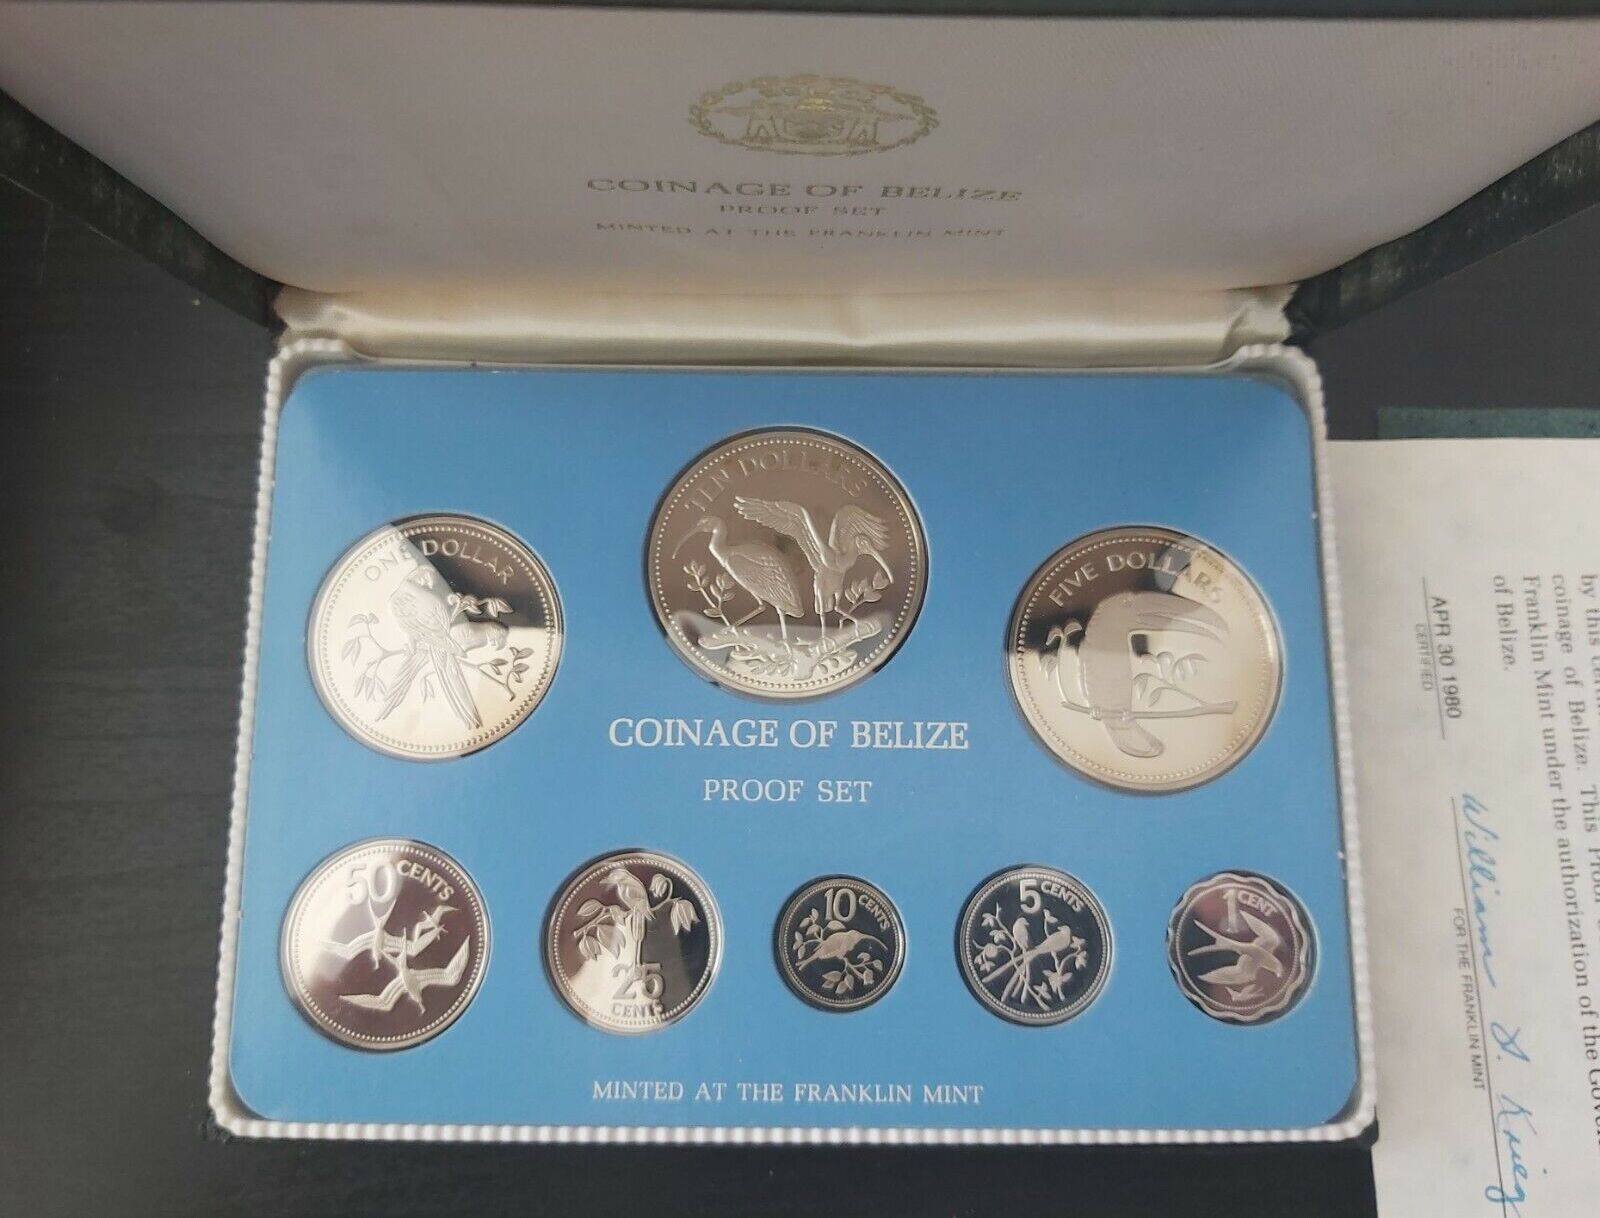 COINAGE OF BELIZE
PROOF SET
MINTED AT THE FRANKLIN MINT
ONE DOLLAR
TEN DOLLARS
FIVE DOLLARS
COINAGE OF BELIZE
PROOF SET
50 CENTS
25
CENTS
10 CENTS
5 CENTS
1 CENT
MINTED AT THE FRANKLIN MINT
by this
coinage of Belize. This Proof
Franklin Mint under the authorization of the
of Belize.
APR 30 1980
CERTIFIED
William S. Krieg
FOR THE FRANKLIN MINT